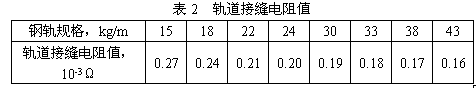 表 2 轨道接缝电阻值
钢轨规格，kg/m 15 18 22 24 30 33 38 43
轨道接缝电阻值，
10-3 Ω 0.27 0.24 0.21 0.20 0.19 0.18 0.17 0.16